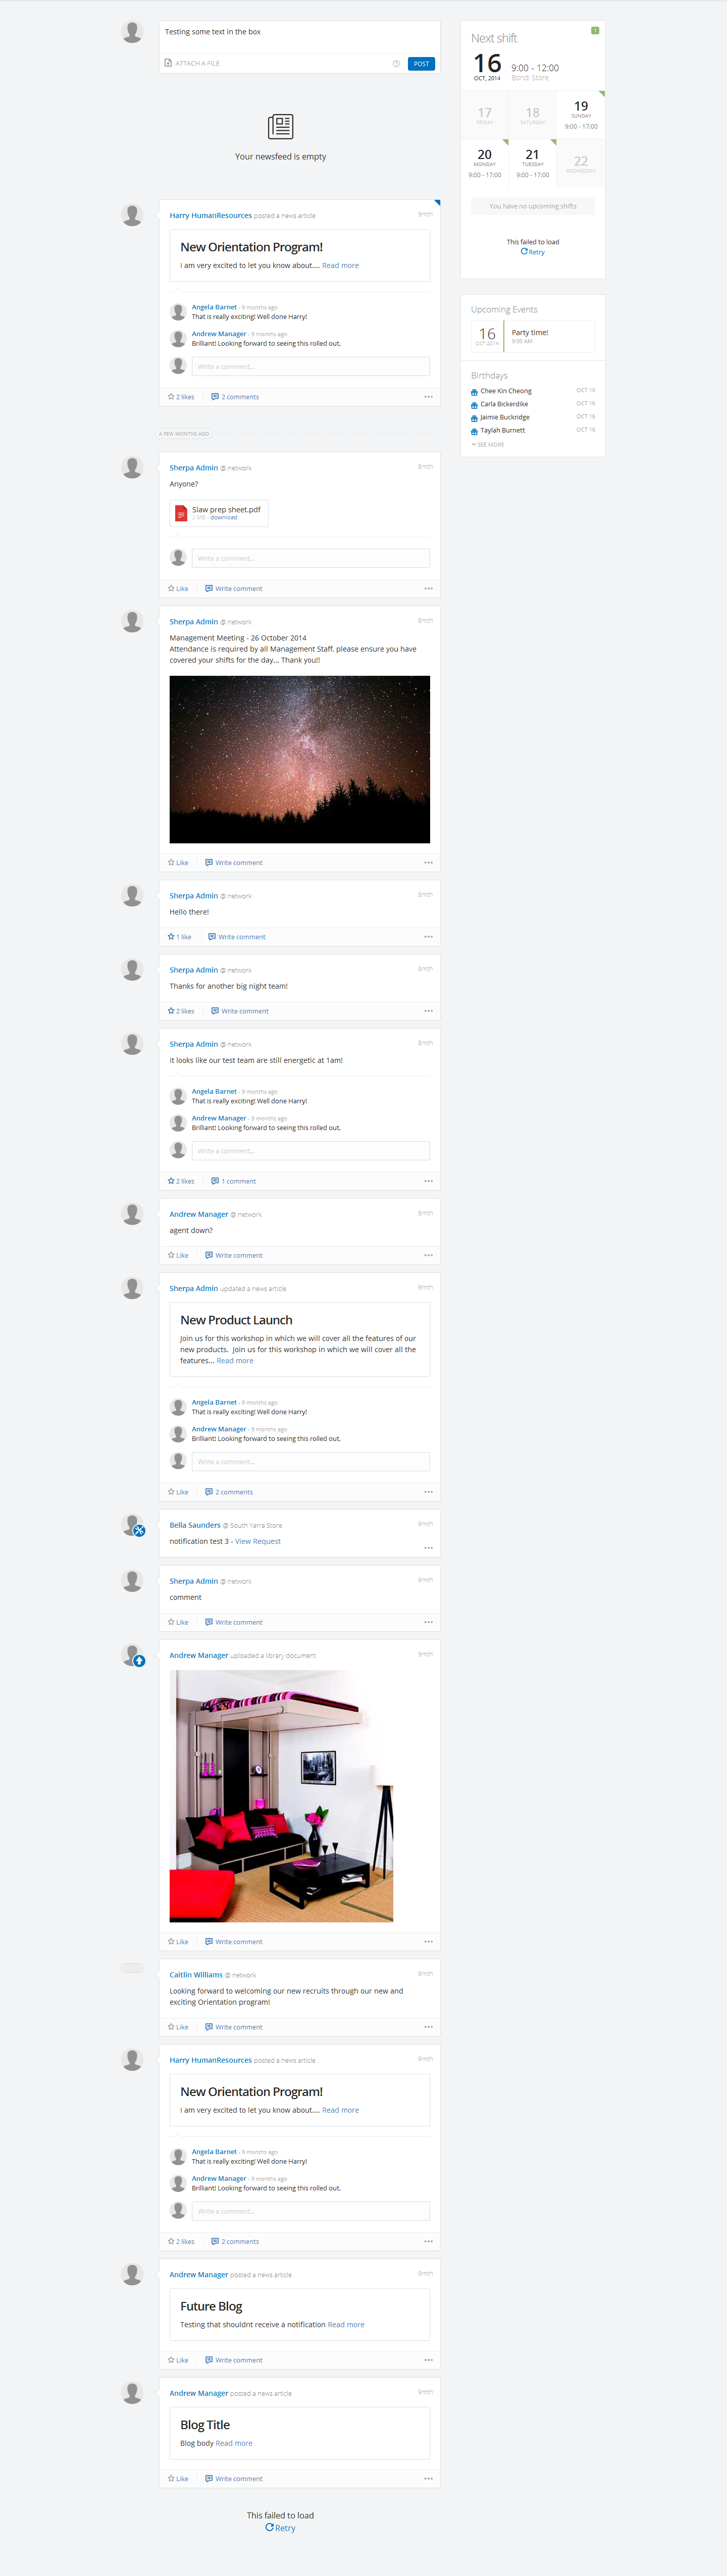 Testing some text in the box
ATTACH A FILE
POST
Your newsfeed is empty
Harry HumanResources posted a news article
9mth
New Orientation Program!
I am very excited to let you know about.... Read more
Angela Barnet - 9 months ago
That is really exciting! Well done Harry!
Andrew Manager - 9 months ago
Brilliant! Looking forward to seeing this rolled out.
Write a comment...
2 likes
2 comments
A FEW MONTHS AGO
Sherpa Admin @ network
8mth
Anyone?
Slaw prep sheet.pdf
2 MB - download
Write a comment...
Like
Write comment
Sherpa Admin @ network
8mth
Management Meeting - 26 October 2014
Attendance is required by all Management Staff, please ensure you have
covered your shifts for the day... Thank you!!
Like
Write comment
Sherpa Admin @ network
8mth
Hello there!
1 like
Write comment
Sherpa Admin @ network
8mth
Thanks for another big night team!
2 likes
Write comment
Sherpa Admin @ network
8mth
It looks like our test team are still energetic at 1am!
Angela Barnet - 9 months ago
That is really exciting! Well done Harry!
Andrew Manager - 9 months ago
Brilliant! Looking forward to seeing this rolled out.
Write a comment...
2 likes
1 comment
Andrew Manager @ network
8mth
agent down?
Like
Write comment
Sherpa Admin updated a news article
9mth
New Product Launch
Join us for this workshop in which we will cover all the features of our
new products. Join us for this workshop in which we will cover all the
features... Read more
Angela Barnet - 9 months ago
That is really exciting! Well done Harry!
Andrew Manager - 9 months ago
Brilliant! Looking forward to seeing this rolled out.
Write a comment...
Like
2 comments
Bella Saunders @ South Yarra Store
9mth
notification test 3 - View Request
Sherpa Admin @ network
9mth
comment
Like
Write comment
Andrew Manager uploaded a library document
9mth
Like
Write comment
Caitlin Williams @ network
9mth
Looking forward to welcoming our new recruits through our new and
exciting Orientation program!
Like
Write comment
Harry HumanResources posted a news article
9mth
New Orientation Program!
I am very excited to let you know about.... Read more
Angela Barnet - 9 months ago
That is really exciting! Well done Harry!
Andrew Manager - 9 months ago
Brilliant! Looking forward to seeing this rolled out.
Write a comment...
2 likes
2 comments
Andrew Manager posted a news article
9mth
Future Blog
Testing that shouldnt receive a notification Read more
Like
Write comment
Andrew Manager posted a news article
9mth
Blog Title
Blog body Read more
Like
Write comment
This failed to load
Retry
Next shift
1
16
OCT, 2014
9:00 - 12:00
Bondi Store
17
FRIDAY
18
SATURDAY
19
SUNDAY
9:00 - 17:00
20
MONDAY
9:00 - 17:00
21
TUESDAY
9:00 - 17:00
22
WEDNESDAY
You have no upcoming shifts
This failed to load
Retry
Upcoming Events
16
OCT 2014
Party time!
9:00 AM
Birthdays
Chee Kin Cheong
OCT 16
Carla Bickerdike
OCT 16
Jaimie Buckridge
OCT 16
Taylah Burnett
OCT 16
SEE MORE